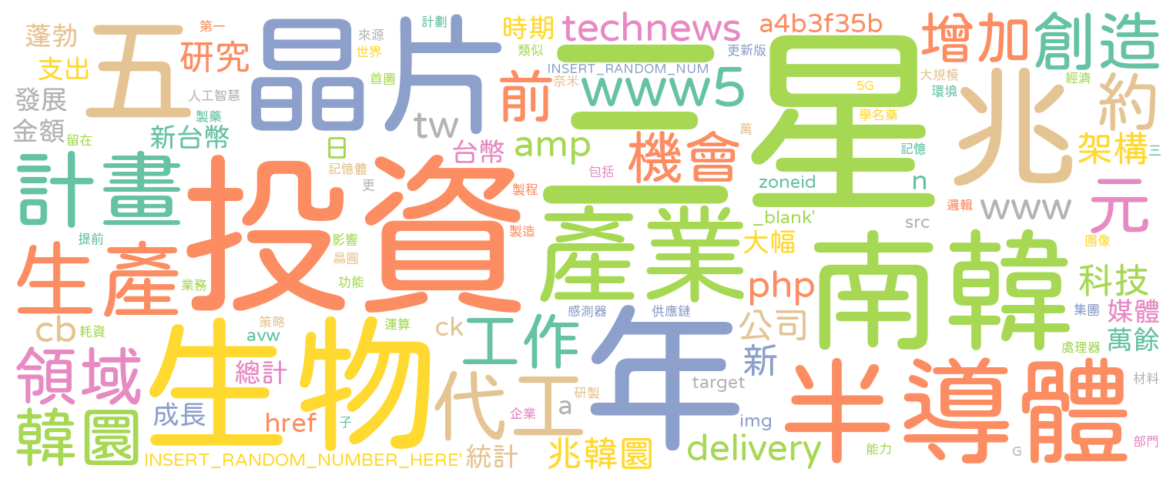 蓬勃
支出
發展
金額
留在
五
第一
研究
人工智慧
製藥
新台幣
晶片
來源
世界
首圈
計劃
tw
日
台幣
時期
類似
technews
INSERT_RANDOM_NUM
奈米
前
www5
amp
三星
更新版
a4b3f35b
5G
學名藥
記憶
增加
創造
大規模
環境
經濟
兆
約
架構
三
元
www
n
zoneid
邏輯
_blank'
src
萬
機會
包括
計畫
提前
生產
業務
投資
記憶體
更
影響
晶圓
功能
製程
製造
產業
大幅
php
南韓
科技
圖像
媒體
集團
萬餘
處理器
cb
耗資
領域
韓圜
生物
策略
avw
運算
總計
成長
href
子
INSERT_RANDOM_NUMBER_HERE'
ck
工作
代工
統計
企業
a
研製
兆韓圜
感測器
供應鏈
年
公司
新
target
img
delivery
半導體
能力
G
材料
部門